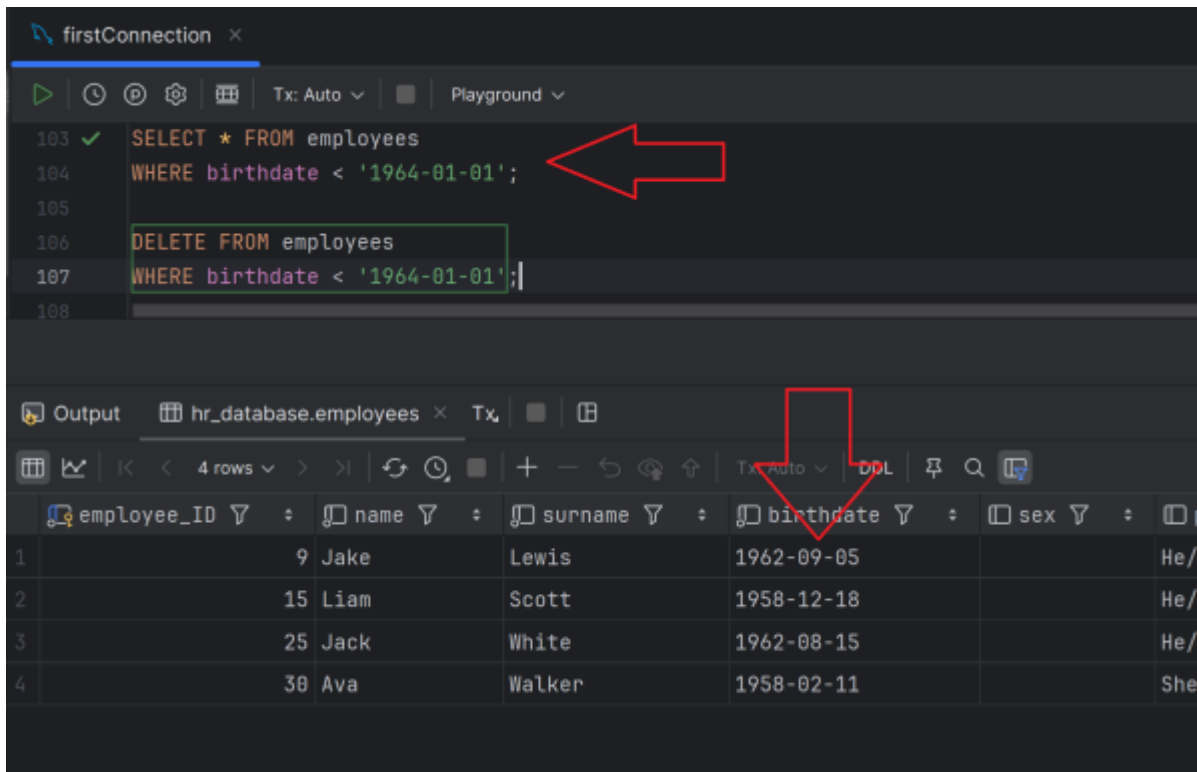 firstConnection
Tx: Auto Playground
103 SELECT * FROM employees
104 WHERE birthdate < '1964-01-01';
105
106 DELETE FROM employees
107 WHERE birthdate < '1964-01-01';
108
Output hr_database.employees Tx
4 rows Tx: Auto DDL
employee_ID name surname birthdate sex
1 9 Jake Lewis 1962-09-05 He/
2 15 Liam Scott 1958-12-18 He/
3 25 Jack White 1962-08-15 He/
4 30 Ava Walker 1958-02-11 She